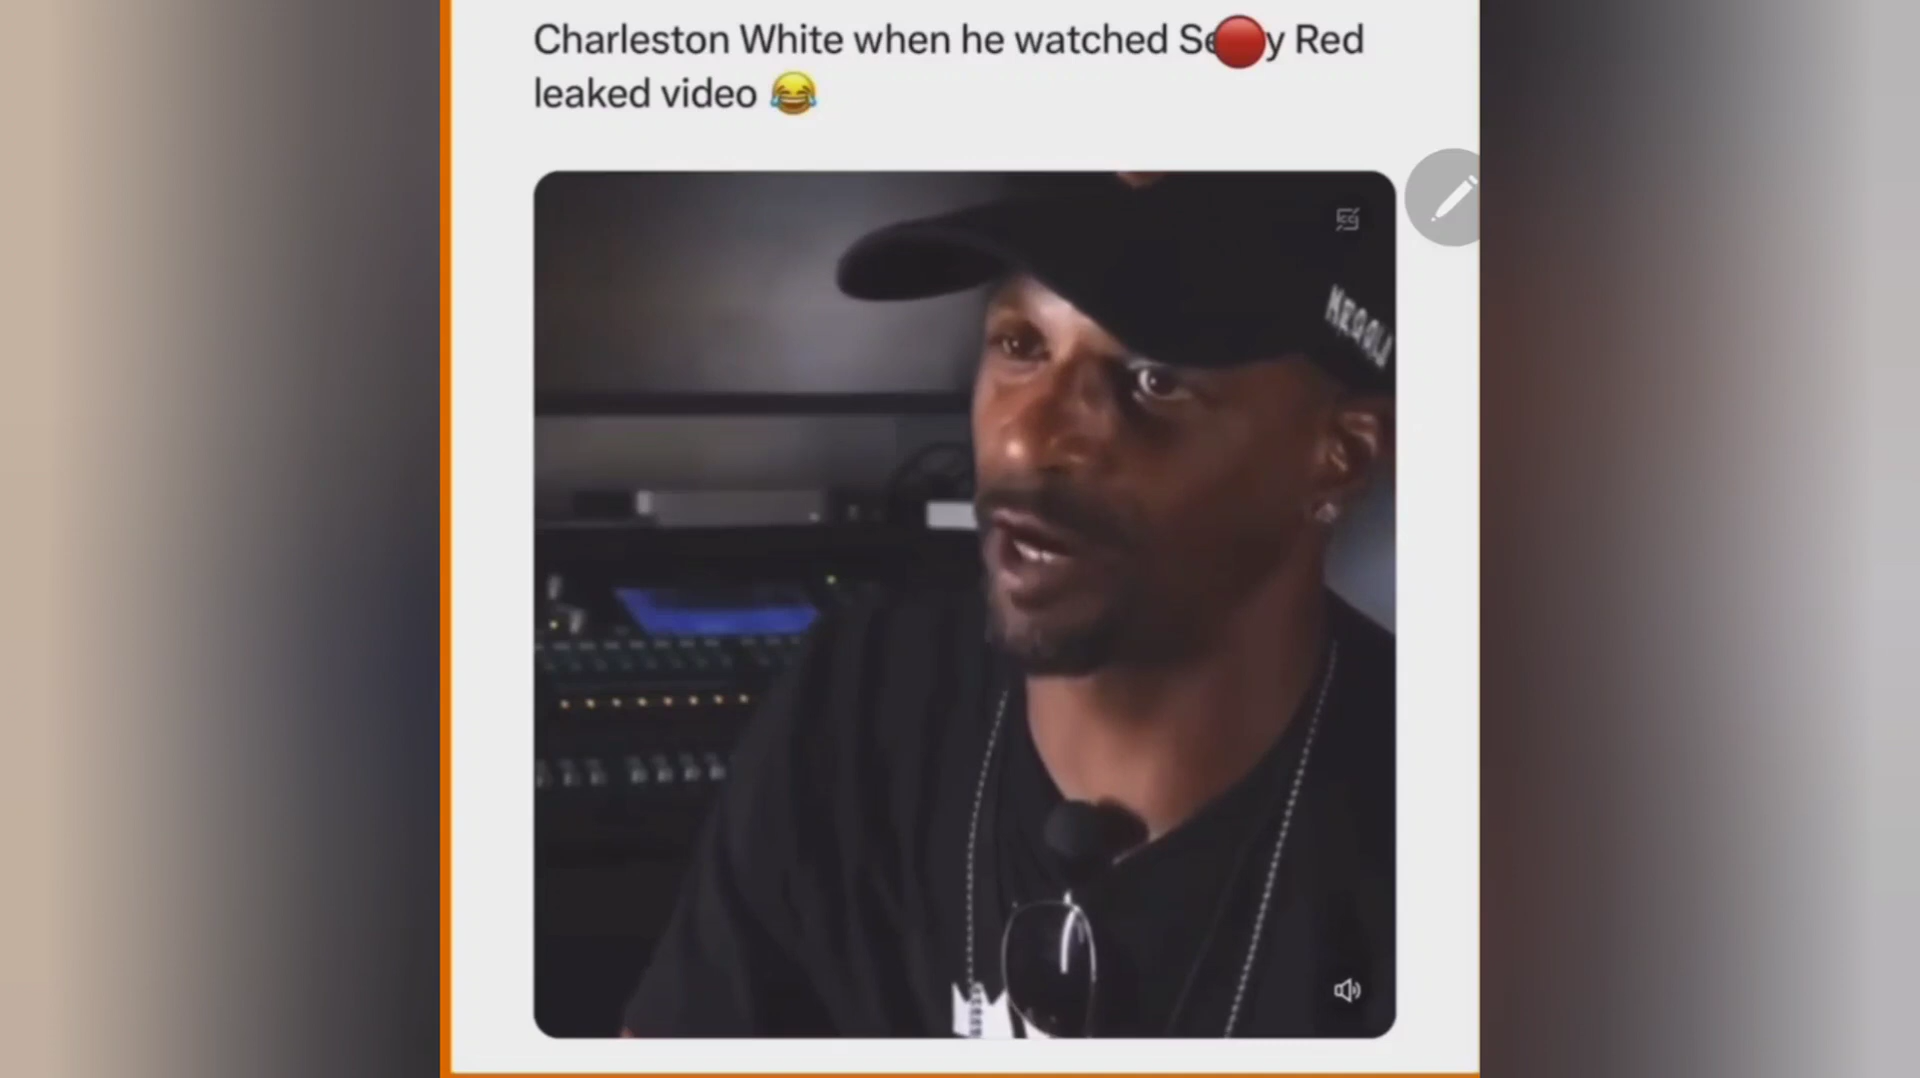 Charleston White when he watched Se🔴y Red
leaked video 😂